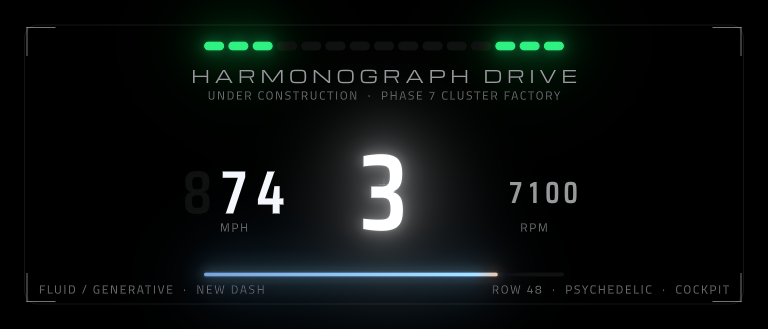 HARMONOGRAPH DRIVE
UNDER CONSTRUCTION · PHASE 7 CLUSTER FACTORY
74
MPH
3
7100
RPM
FLUID / GENERATIVE · NEW DASH
ROW 48 · PSYCHEDELIC · COCKPIT